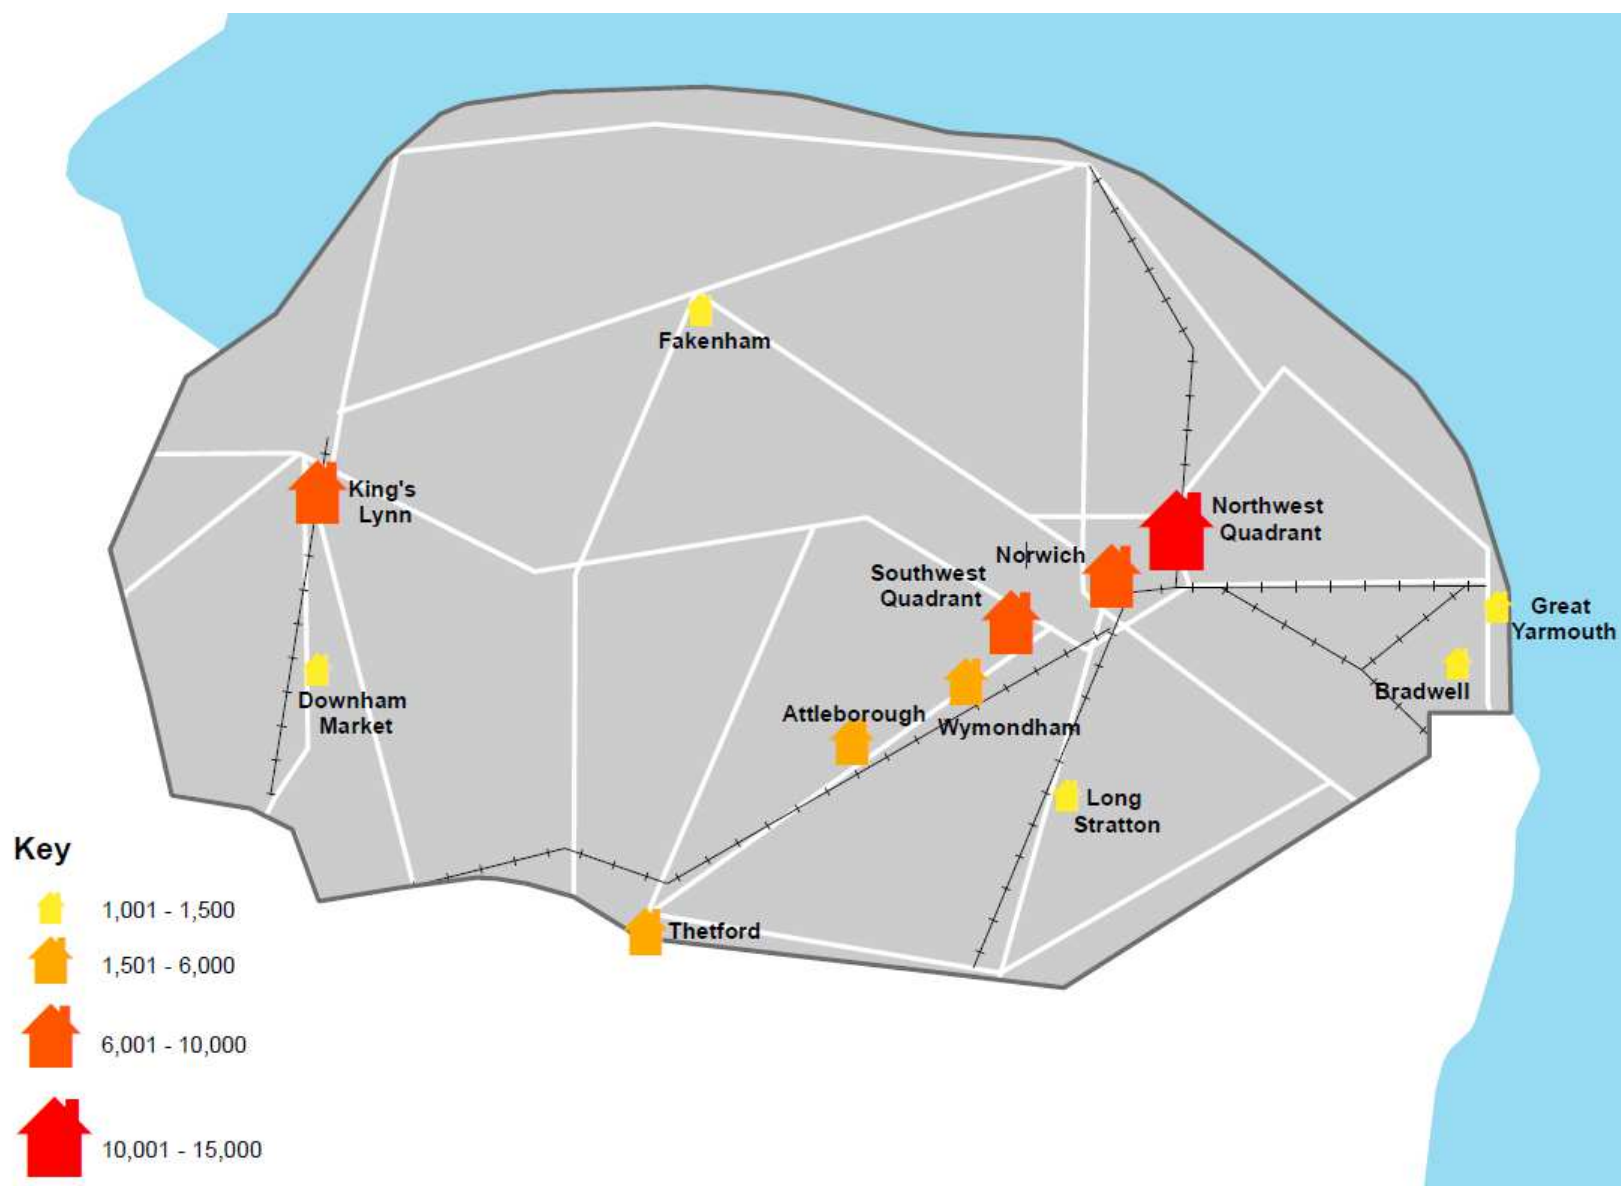 Fakenham
King's
Lynn
Northwest
Quadrant
Norwich
Southwest
Quadrant
Great
Yarmouth
Bradwell
Downham
Market
Attleborough
Wymondham
Long
Stratton
Thetford
Key
1,001 - 1,500
1,501 - 6,000
6,001 - 10,000
10,001 - 15,000